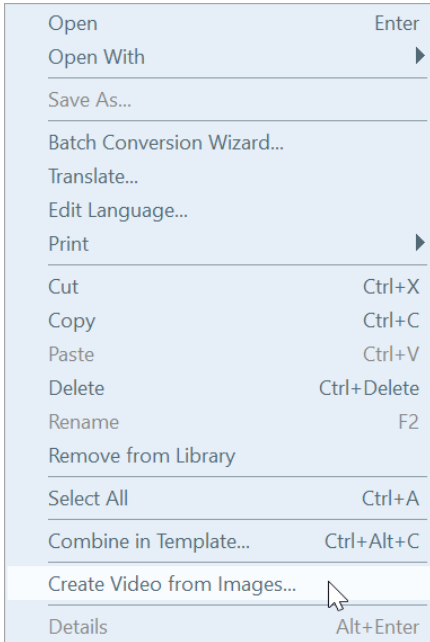 Open Enter
Open With
Save As...
Batch Conversion Wizard...
Translate...
Edit Language...
Print
Cut Ctrl+X
Copy Ctrl+C
Paste Ctrl+V
Delete Ctrl+Delete
Rename F2
Remove from Library
Select All Ctrl+A
Combine in Template... Ctrl+Alt+C
Create Video from Images...
Details Alt+Enter